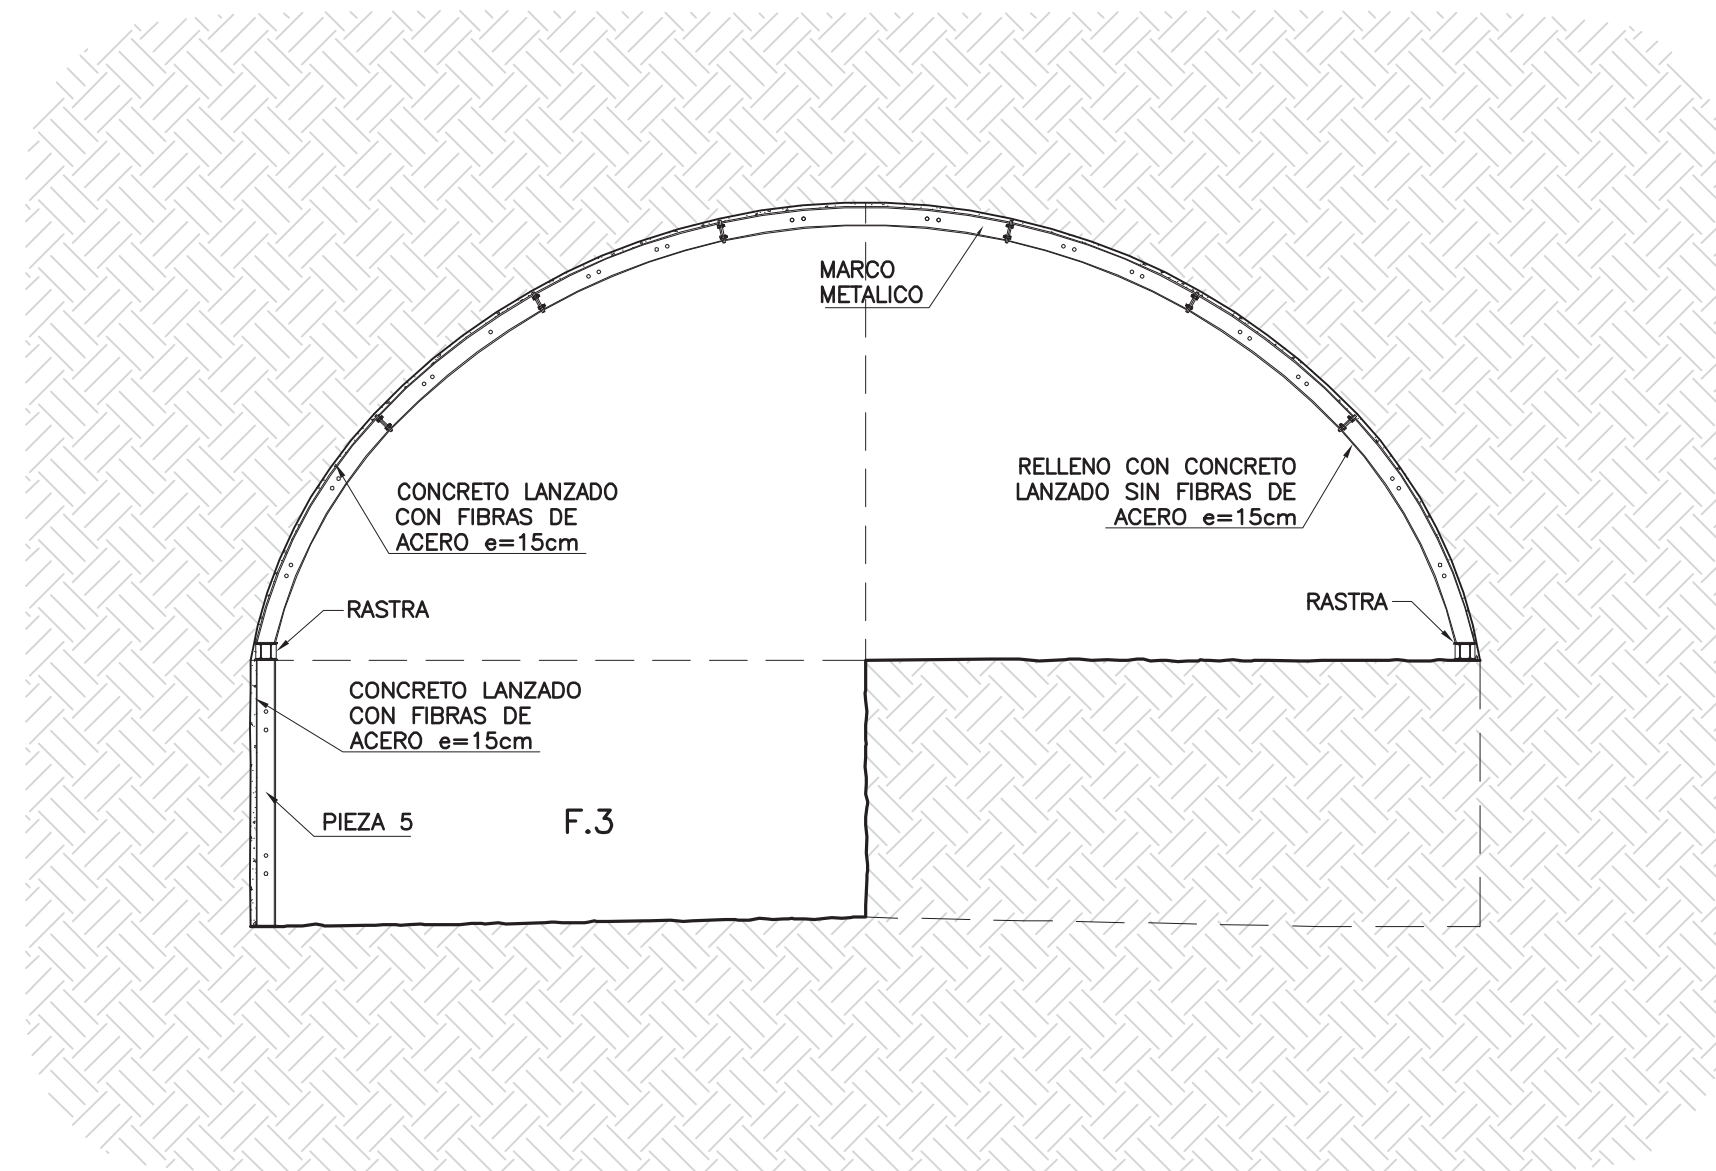 MARCO
METALICO
RELLENO CON CONCRETO
LANZADO SIN FIBRAS DE
ACERO e=15cm
CONCRETO LANZADO
CON FIBRAS DE
ACERO e=15cm
RASTRA
RASTRA
CONCRETO LANZADO
CON FIBRAS DE
ACERO e=15cm
PIEZA 5
F.3